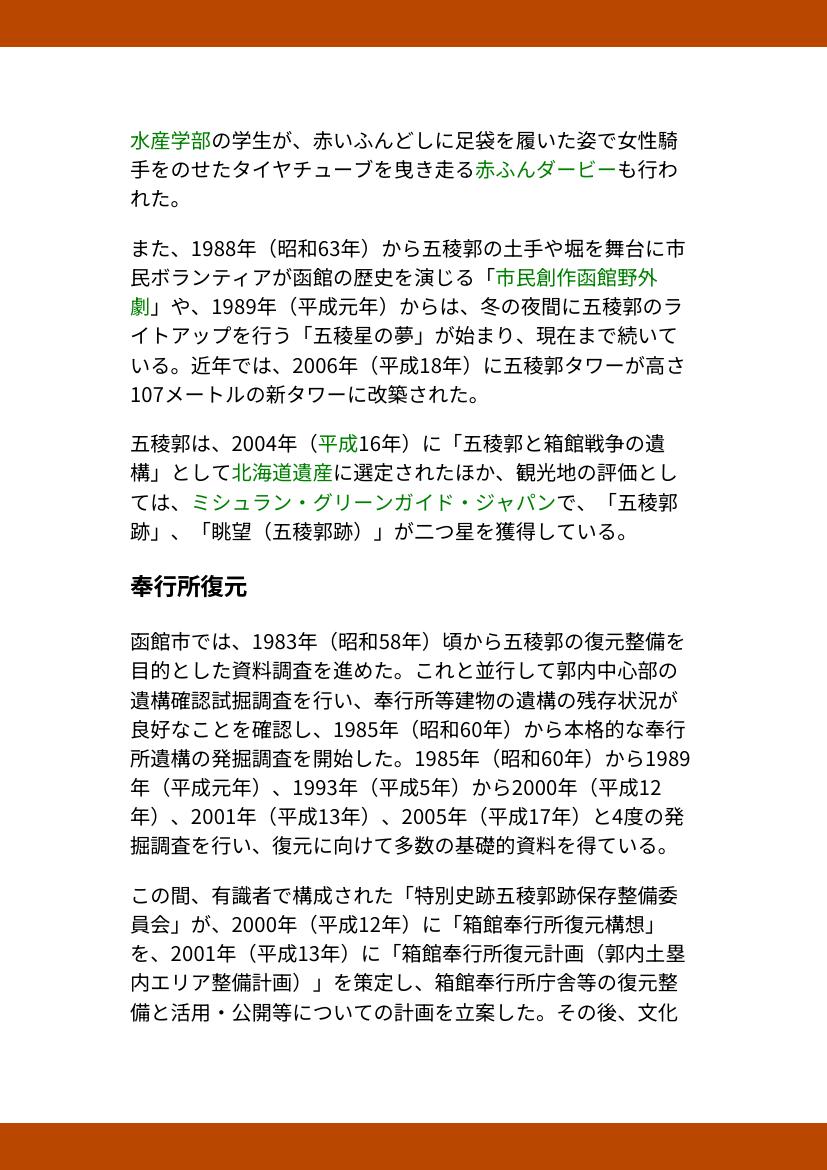 水産学部の学生が、赤いふんどしに足袋を履いた姿で女性騎
手をのせたタイヤチューブを曳き走る赤ふんダービーも行わ
れた。
また、1988年（昭和63年）から五稜郭の土手や堀を舞台に市
民ボランティアが函館の歴史を演じる「市民創作函館野外
劇」や、1989年（平成元年）からは、冬の夜間に五稜郭のラ
イトアップを行う「五稜星の夢」が始まり、現在まで続いて
いる。近年では、2006年（平成18年）に五稜郭タワーが高さ
107メートルの新タワーに改築された。
五稜郭は、2004年（平成16年）に「五稜郭と箱館戦争の遺
構」として北海道遺産に選定されたほか、観光地の評価とし
ては、ミシュラン・グリーンガイド・ジャパンで、「五稜郭
跡」、「眺望（五稜郭跡）」が二つ星を獲得している。
奉行所復元
函館市では、1983年（昭和58年）頃から五稜郭の復元整備を
目的とした資料調査を進めた。これと並行して郭内中心部の
遺構確認試掘調査を行い、奉行所等建物の遺構の残存状況が
良好なことを確認し、1985年（昭和60年）から本格的な奉行
所遺構の発掘調査を開始した。1985年（昭和60年）から1989
年（平成元年）、1993年（平成5年）から2000年（平成12
年）、2001年（平成13年）、2005年（平成17年）と4度の発
掘調査を行い、復元に向けて多数の基礎的資料を得ている。
この間、有識者で構成された「特別史跡五稜郭跡保存整備委
員会」が、2000年（平成12年）に「箱館奉行所復元構想」
を、2001年（平成13年）に「箱館奉行所復元計画（郭内土塁
内エリア整備計画）」を策定し、箱館奉行所庁舎等の復元整
備と活用・公開等についての計画を立案した。その後、文化